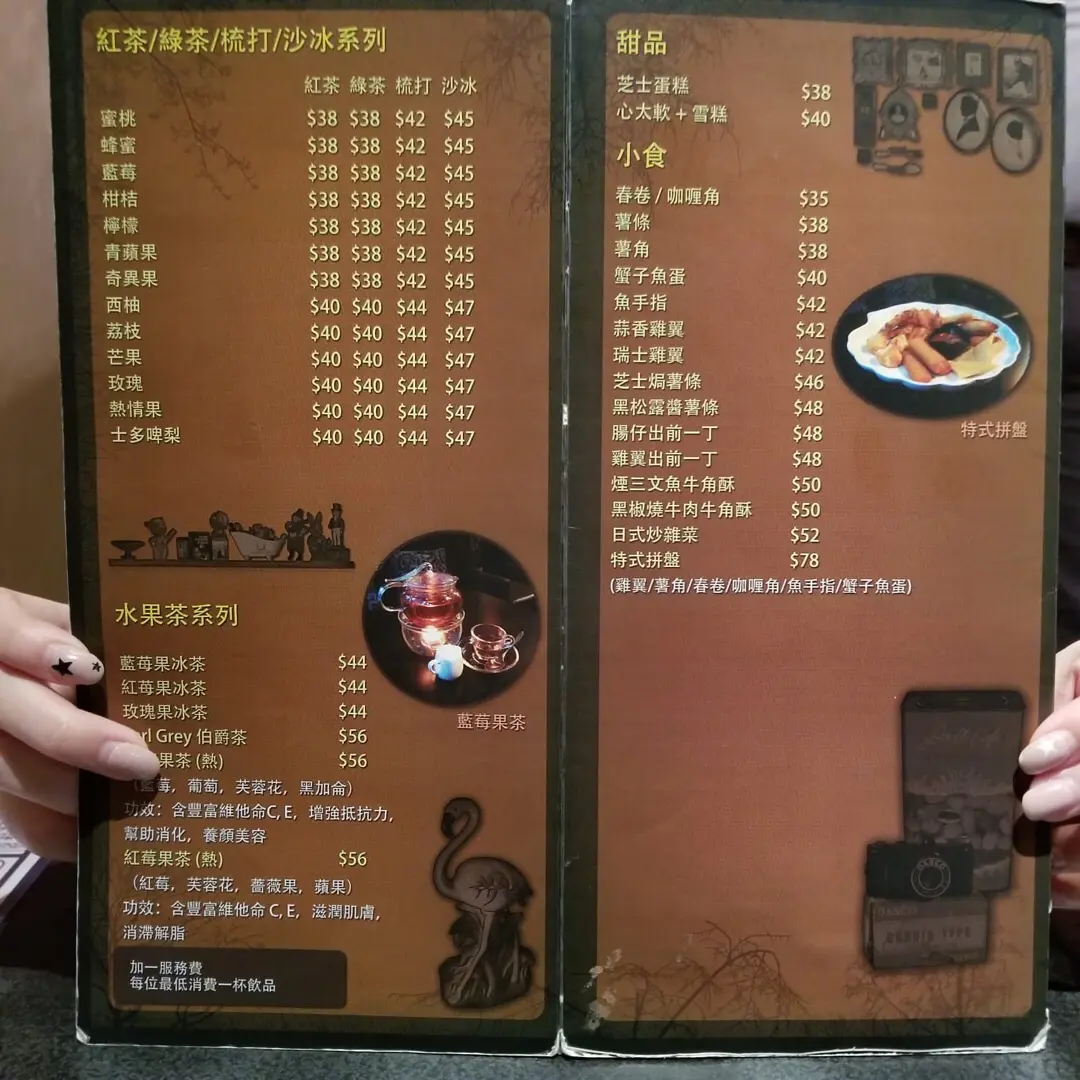 紅茶/綠茶/梳打/沙冰系列
紅茶 綠茶 梳打 沙冰
蜜桃 $38 $38 $42 $45
蜂蜜 $38 $38 $42 $45
藍莓 $38 $38 $42 $45
柑桔 $38 $38 $42 $45
檸檬 $38 $38 $42 $45
青蘋果 $38 $38 $42 $45
奇異果 $38 $38 $42 $45
西柚 $40 $40 $44 $47
荔枝 $40 $40 $44 $47
芒果 $40 $40 $44 $47
玫瑰 $40 $40 $44 $47
熱情果 $40 $40 $44 $47
士多啤梨 $40 $40 $44 $47
水果茶系列
藍莓果冰茶 $44
紅莓果冰茶 $44
玫瑰果冰茶 $44
rl Grey 伯爵茶 $56
果茶 (熱) $56
（藍莓，葡萄，芙蓉花，黑加侖）
功效：含豐富維他命C, E，增強抵抗力，
幫助消化，養顏美容
紅莓果茶 (熱) $56
（紅莓，芙蓉花，薔薇果，蘋果）
功效：含豐富維他命 C, E，滋潤肌膚，
消滯解脂
加一服務費
每位最低消費一杯飲品
藍莓果茶
甜品
芝士蛋糕 $38
心太軟 + 雪糕 $40
小食
春卷 / 咖喱角 $35
薯條 $38
薯角 $38
蟹子魚蛋 $40
魚手指 $42
蒜香雞翼 $42
瑞士雞翼 $42
芝士焗薯條 $46
黑松露醬薯條 $48
腸仔出前一丁 $48
雞翼出前一丁 $48
煙三文魚牛角酥 $50
黑椒燒牛肉牛角酥 $50
日式炒雜菜 $52
特式拼盤 $78
(雞翼/薯角/春卷/咖喱角/魚手指/蟹子魚蛋)
特式拼盤